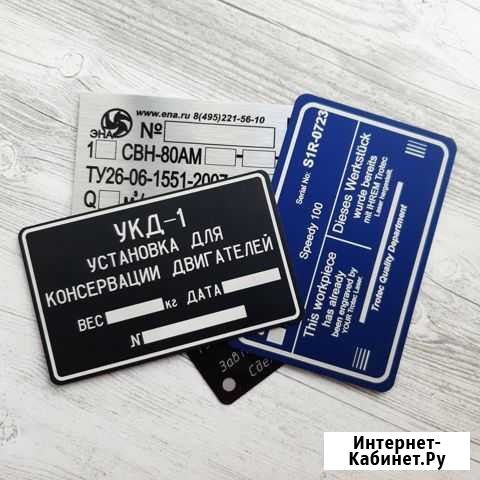 www.ena.ru 8(495)221-56-10
ЭНА
№
1 СВН-80АМ
ТУ26-06-1551-2007
Q
УКД-1
УСТАНОВКА ДЛЯ
КОНСЕРВАЦИИ ДВИГАТЕЛЕЙ
ВЕС кг ДАТА
N
Serial No: S1R-0723
Speedy 100
This workpiece
has already
been engraved by
YOUR Trotec Laser.
Dieses Werkstück
wurde bereits
mit IHREM Trotec
Laser hergestellt.
Trotec Quality Department
Интернет-
Кабинет.Ру